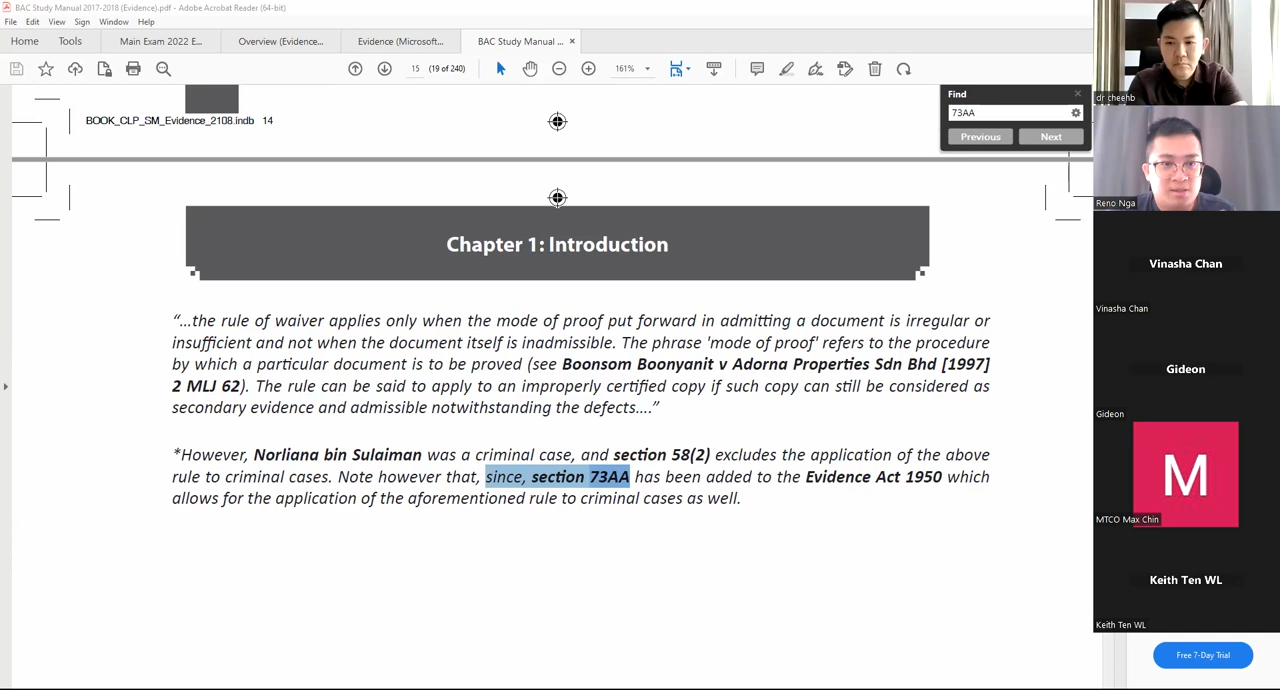 BAC Study Manual 2017-2018 (Evidence).pdf - Adobe Acrobat Reader (64-bit)
File Edit View Sign Window Help
Home Tools Main Exam 2022 E... Overview (Evidence... Evidence (Microsoft... BAC Study Manual ... ×
15 (19 of 240) 161%
Find ×
73AA
Previous Next
BOOK_CLP_SM_Evidence_2108.indb 14
Chapter 1: Introduction
“...the rule of waiver applies only when the mode of proof put forward in admitting a document is irregular or
insufficient and not when the document itself is inadmissible. The phrase 'mode of proof' refers to the procedure
by which a particular document is to be proved (see Boonsom Boonyanit v Adorna Properties Sdn Bhd [1997]
2 MLJ 62). The rule can be said to apply to an improperly certified copy if such copy can still be considered as
secondary evidence and admissible notwithstanding the defects....”
*However, Norliana bin Sulaiman was a criminal case, and section 58(2) excludes the application of the above
rule to criminal cases. Note however that, since, section 73AA has been added to the Evidence Act 1950 which
allows for the application of the aforementioned rule to criminal cases as well.
dr cheehb
Reno Nga
Vinasha Chan
Vinasha Chan
Gideon
Gideon
M
MTCO Max Chin
Keith Ten WL
Keith Ten WL
Free 7-Day Trial